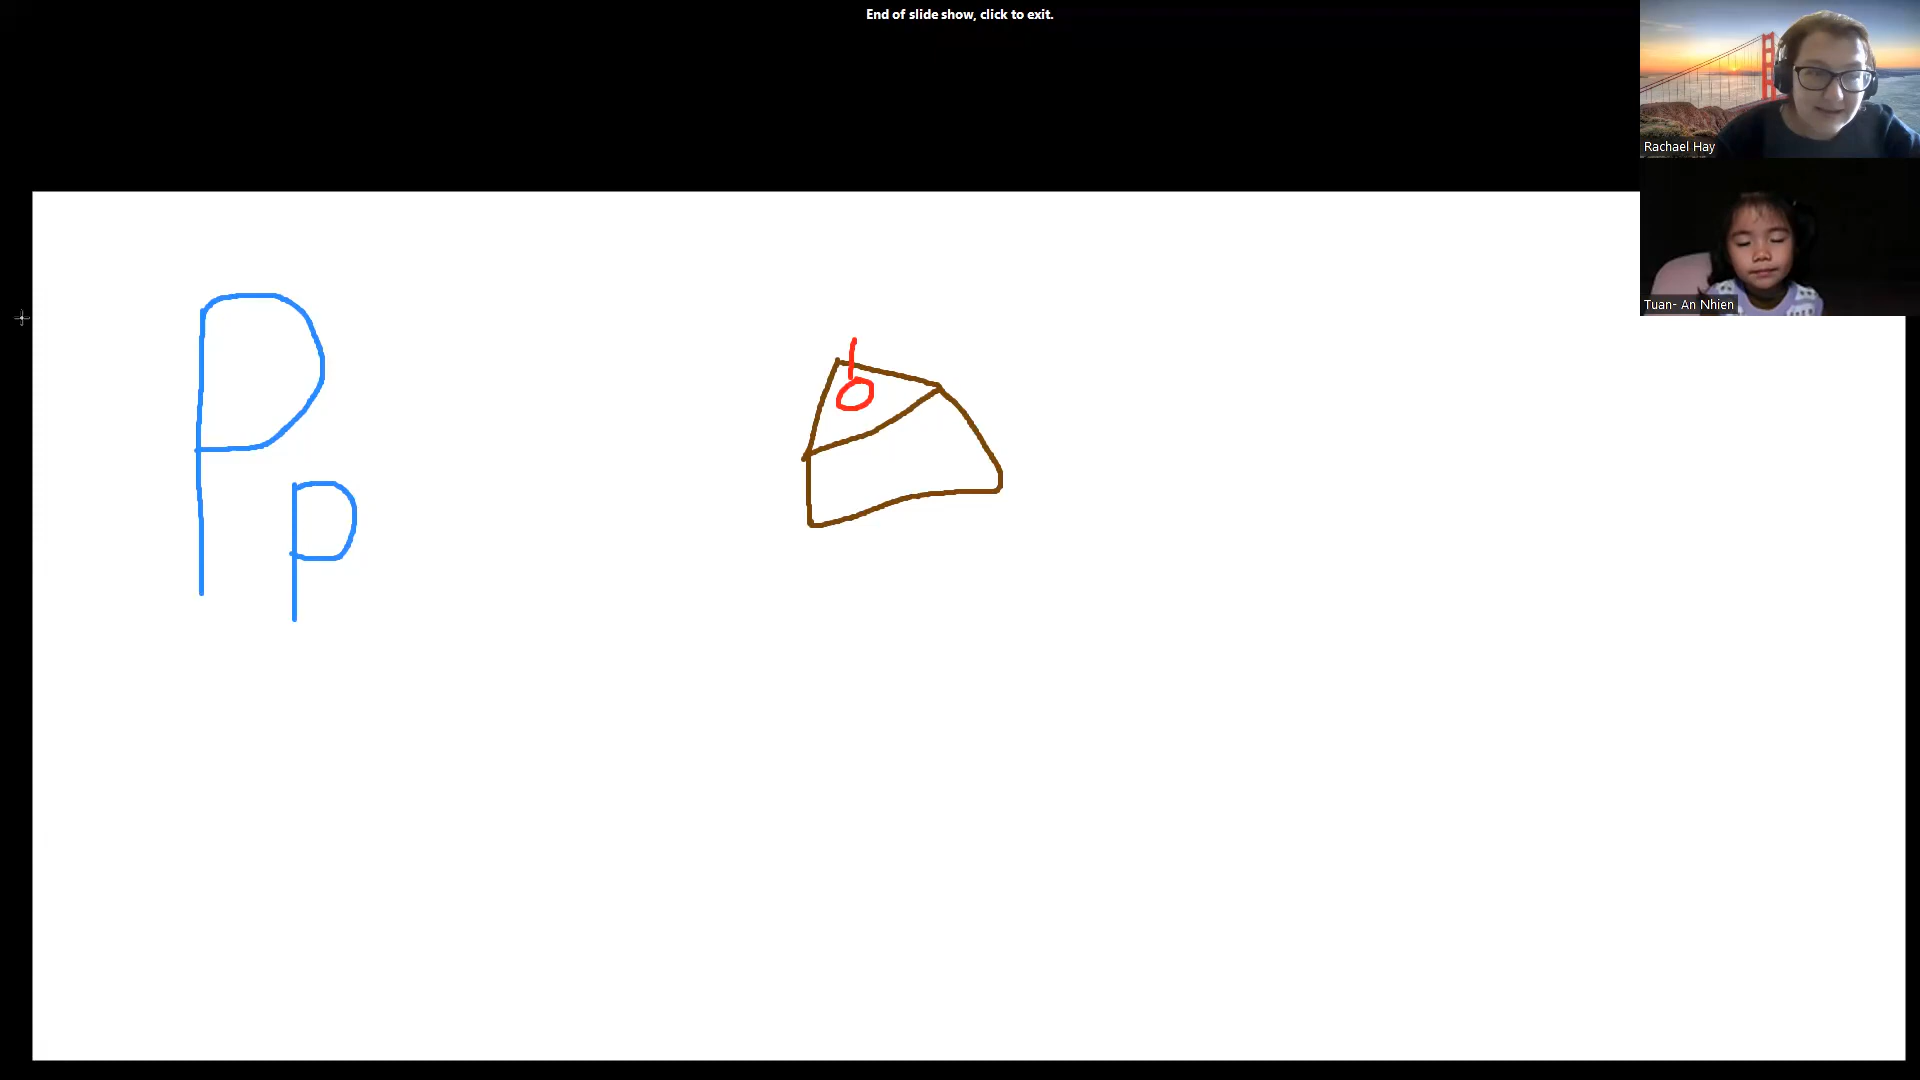 End of slide show, click to exit.
Rachael Hay
Tuan- An Nhien
P
p